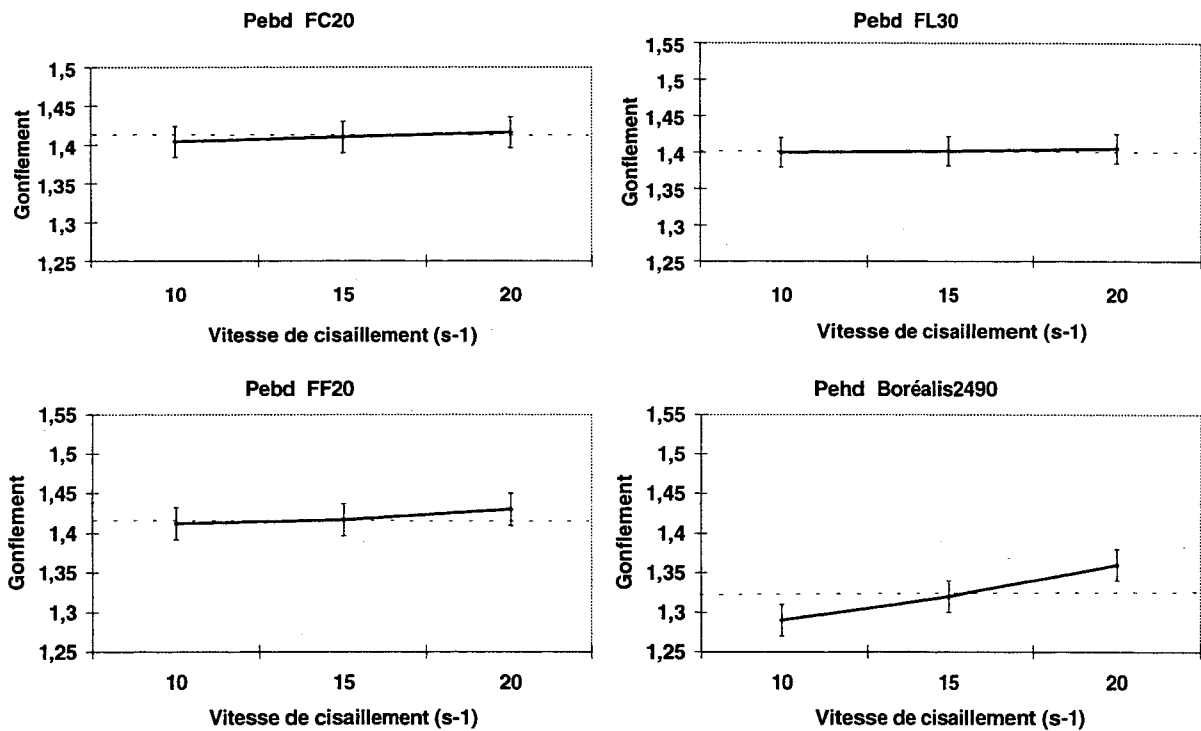 Pebd FC20
1,5
1,45
1,4
1,35
1,3
1,25
Gonflement
10 15 20
Vitesse de cisaillement (s-1)
Pebd FL30
1,55
1,5
1,45
1,40
1,35
1,3
1,25
Gonflement
10 15 20
Vitesse de cisaillement (s-1)
Pebd FF20
1,55
1,5
1,45
1,4
1,35
1,3
1,25
Gonflement
10 15 20
Vitesse de cisaillement (s-1)
Pehd Boréalis2490
1,55
1,5
1,45
1,4
1,35
1,3
1,25
Gonflement
10 15 20
Vitesse de cisaillement (s-1)